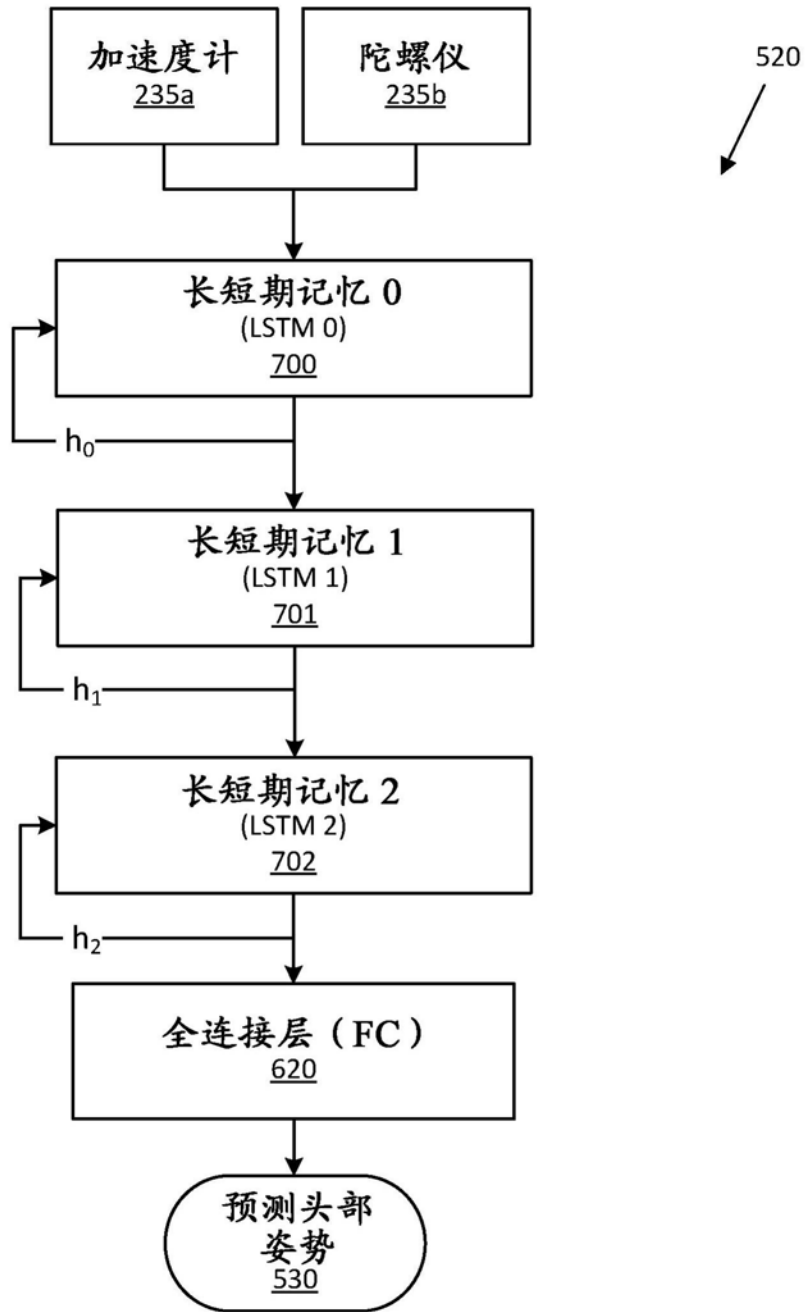 加速度计
235a
陀螺仪
235b
520
长短期记忆 0
(LSTM 0)
700
h₀
长短期记忆 1
(LSTM 1)
701
h₁
长短期记忆 2
(LSTM 2)
702
h₂
全连接层（FC）
620
预测头部
姿势
530